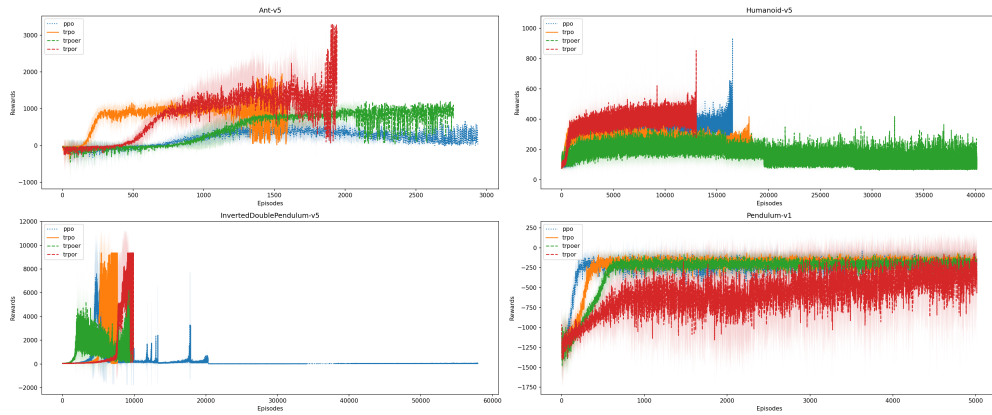 Ant-v5
ppo
trpo
trpoer
trpor
Rewards
3000
2000
1000
0
−1000
0
500
1000
1500
2000
2500
3000
Episodes
Humanoid-v5
ppo
trpo
trpoer
trpor
Rewards
1000
800
600
400
200
0
0
5000
10000
15000
20000
25000
30000
35000
40000
Episodes
InvertedDoublePendulum-v5
ppo
trpo
trpoer
trpor
Rewards
12000
10000
8000
6000
4000
2000
0
−2000
0
10000
20000
30000
40000
50000
60000
Episodes
Pendulum-v1
ppo
trpo
trpoer
trpor
Rewards
250
0
−250
−500
−750
−1000
−1250
−1500
−1750
0
1000
2000
3000
4000
5000
Episodes